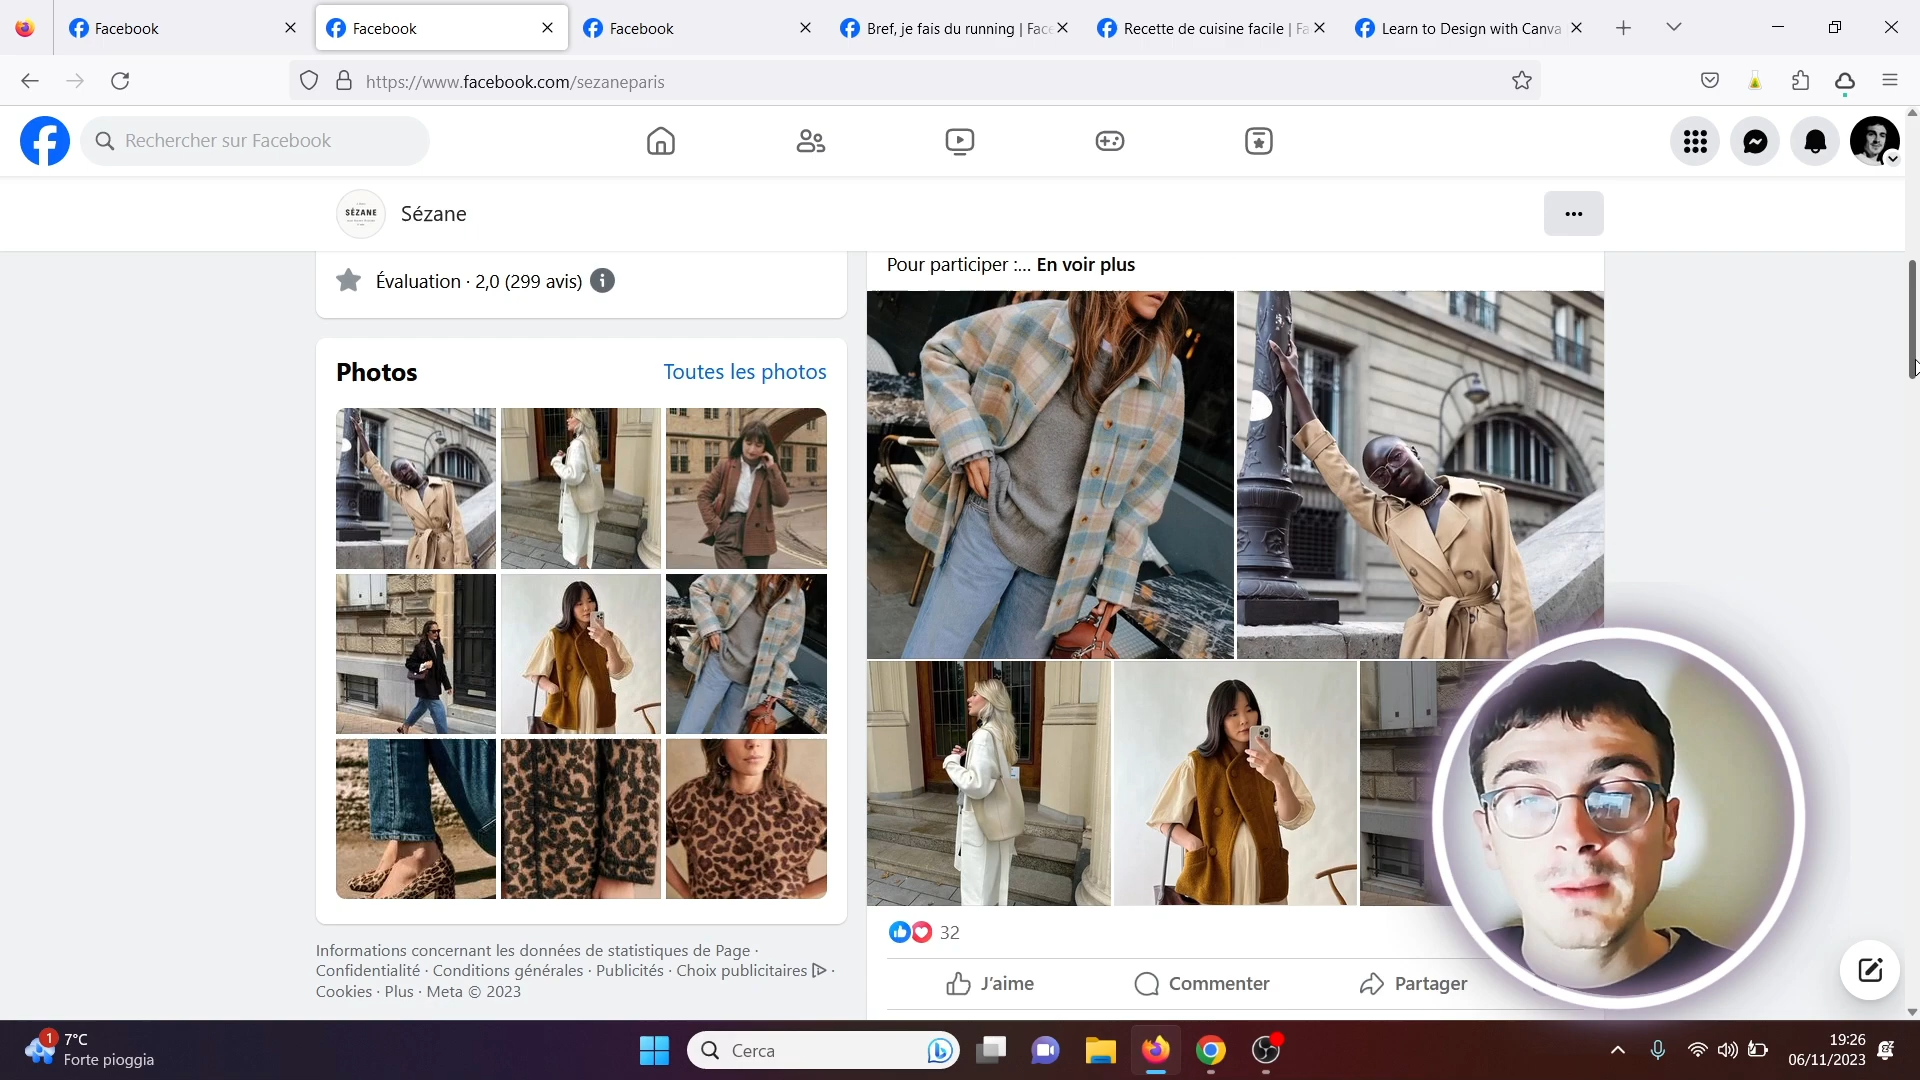 Facebook
Facebook
Facebook
Bref, je fais du running | Face
Recette de cuisine facile | Fa
Learn to Design with Canva
https://www.facebook.com/sezaneparis
Rechercher sur Facebook
SÉZANE
Sézane
Évaluation · 2,0 (299 avis)
Pour participer :... En voir plus
Photos
Toutes les photos
32
J'aime
Commenter
Partager
Informations concernant les données de statistiques de Page ·
Confidentialité · Conditions générales · Publicités · Choix publicitaires ·
Cookies · Plus · Meta © 2023
1
7°C
Forte pioggia
Cerca
19:26
06/11/2023